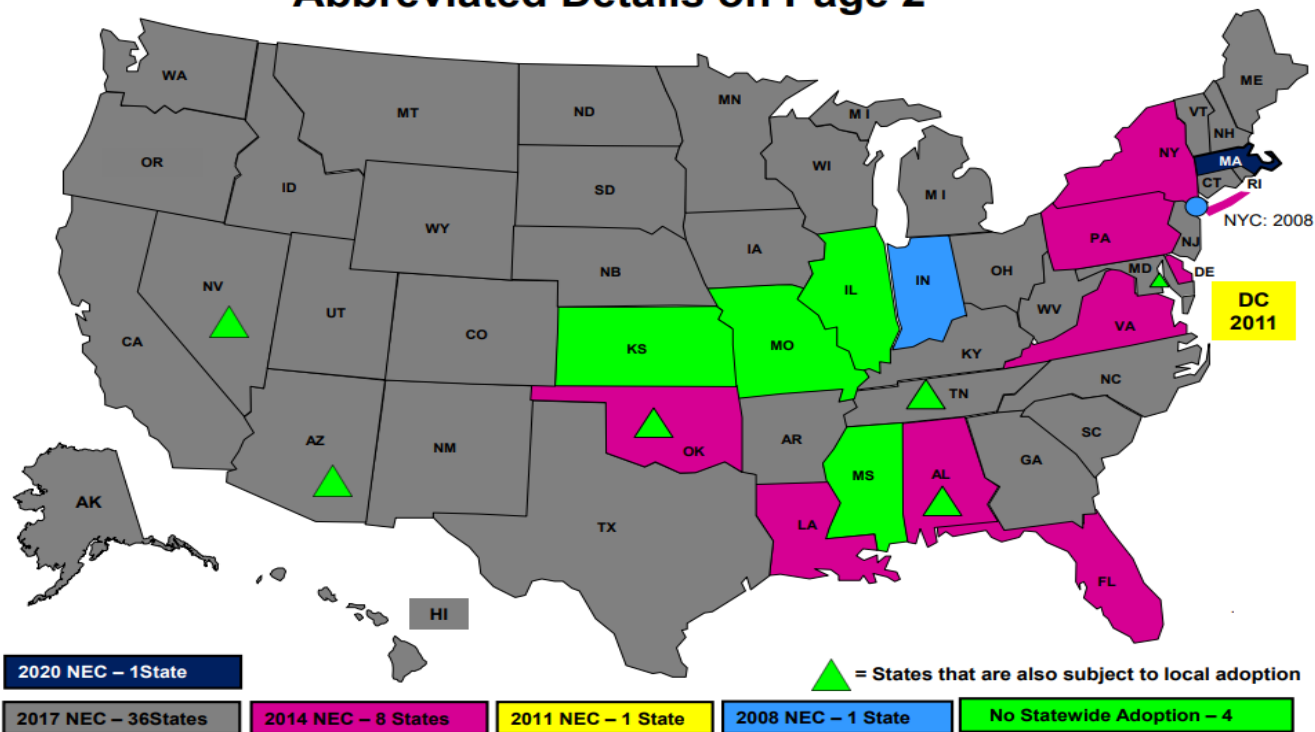 Abbreviated Details on Page 2
WA
MT
ND
MN
ME
VT
NH
MI
OR
ID
SD
WI
NY
MA
CT
RI
MI
WY
NYC: 2008
IA
PA
NJ
NB
OH
MD
DE
NV
IL
IN
UT
CO
WV
VA
DC
2011
CA
KS
MO
KY
NC
TN
AZ
NM
OK
AR
SC
MS
AL
GA
AK
TX
LA
FL
HI
2020 NEC – 1State
= States that are also subject to local adoption
2017 NEC – 36States
2014 NEC – 8 States
2011 NEC – 1 State
2008 NEC – 1 State
No Statewide Adoption – 4